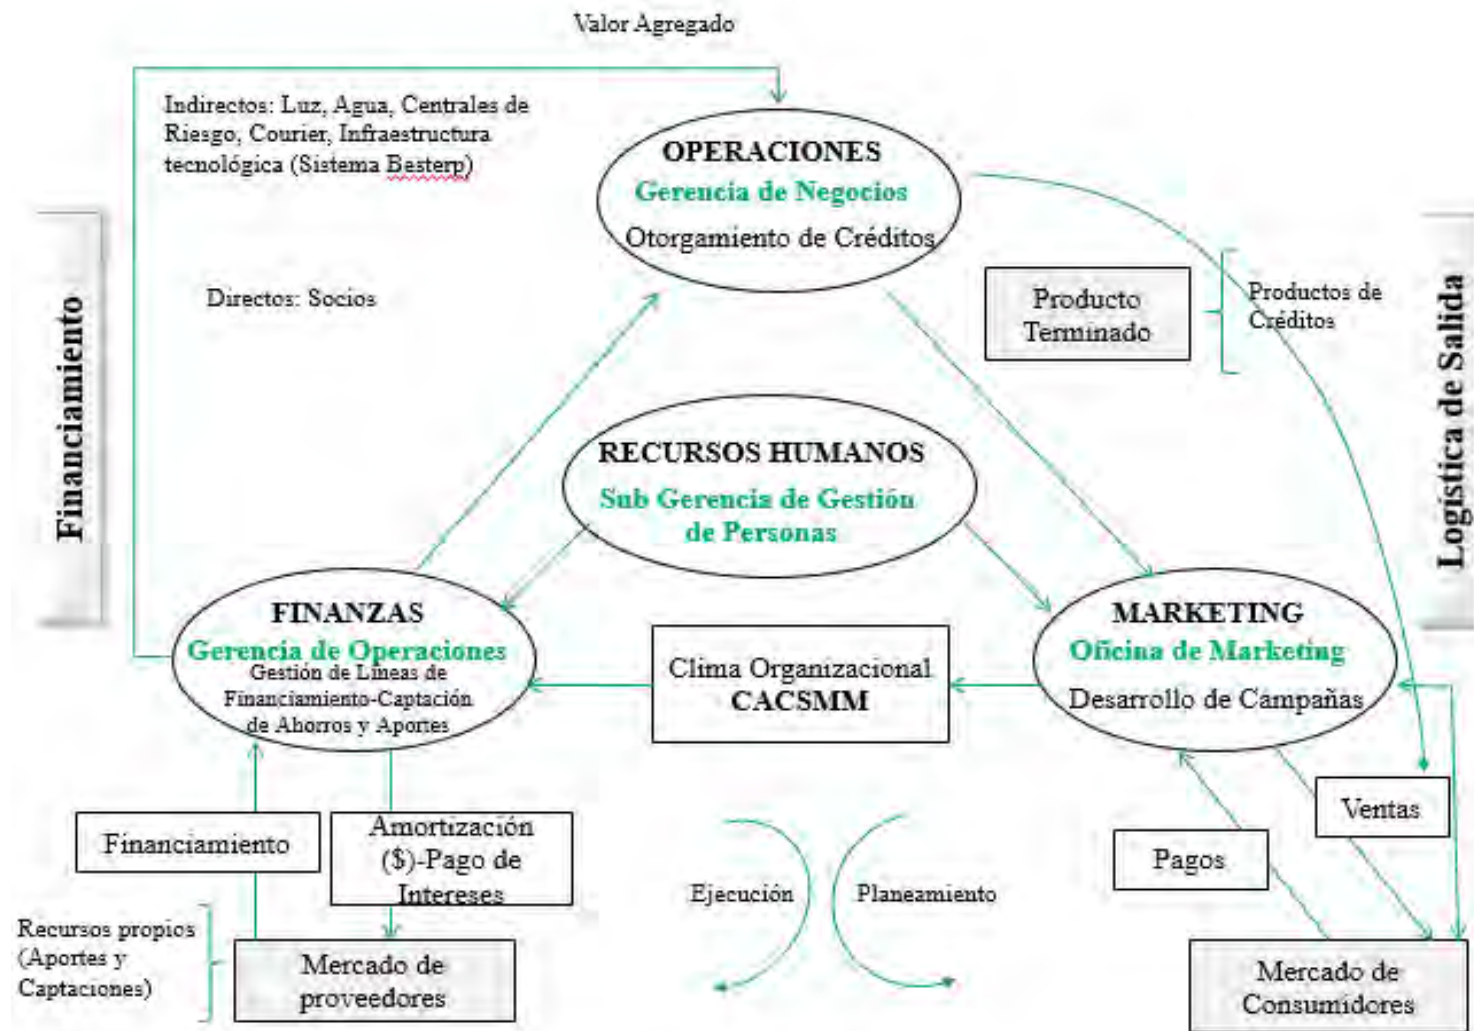 Valor Agregado
Indirectos: Luz, Agua, Centrales de
Riesgo, Courier, Infraestructura
tecnológica (Sistema Besterp)
OPERACIONES
Gerencia de Negocios
Otorgamiento de Créditos
Financiamiento
Directos: Socios
Producto
Terminado
Productos de
Créditos
Logística de Salida
RECURSOS HUMANOS
Sub Gerencia de Gestión
de Personas
FINANZAS
Gerencia de Operaciones
Gestión de Líneas de
Financiamiento-Captación
de Ahorros y Aportes
Clima Organizacional
CACSMM
MARKETING
Oficina de Marketing
Desarrollo de Campañas
Financiamiento
Amortización
($)-Pago de
Intereses
Ejecución
Planeamiento
Pagos
Ventas
Recursos propios
(Aportes y
Captaciones)
Mercado de
proveedores
Mercado de
Consumidores